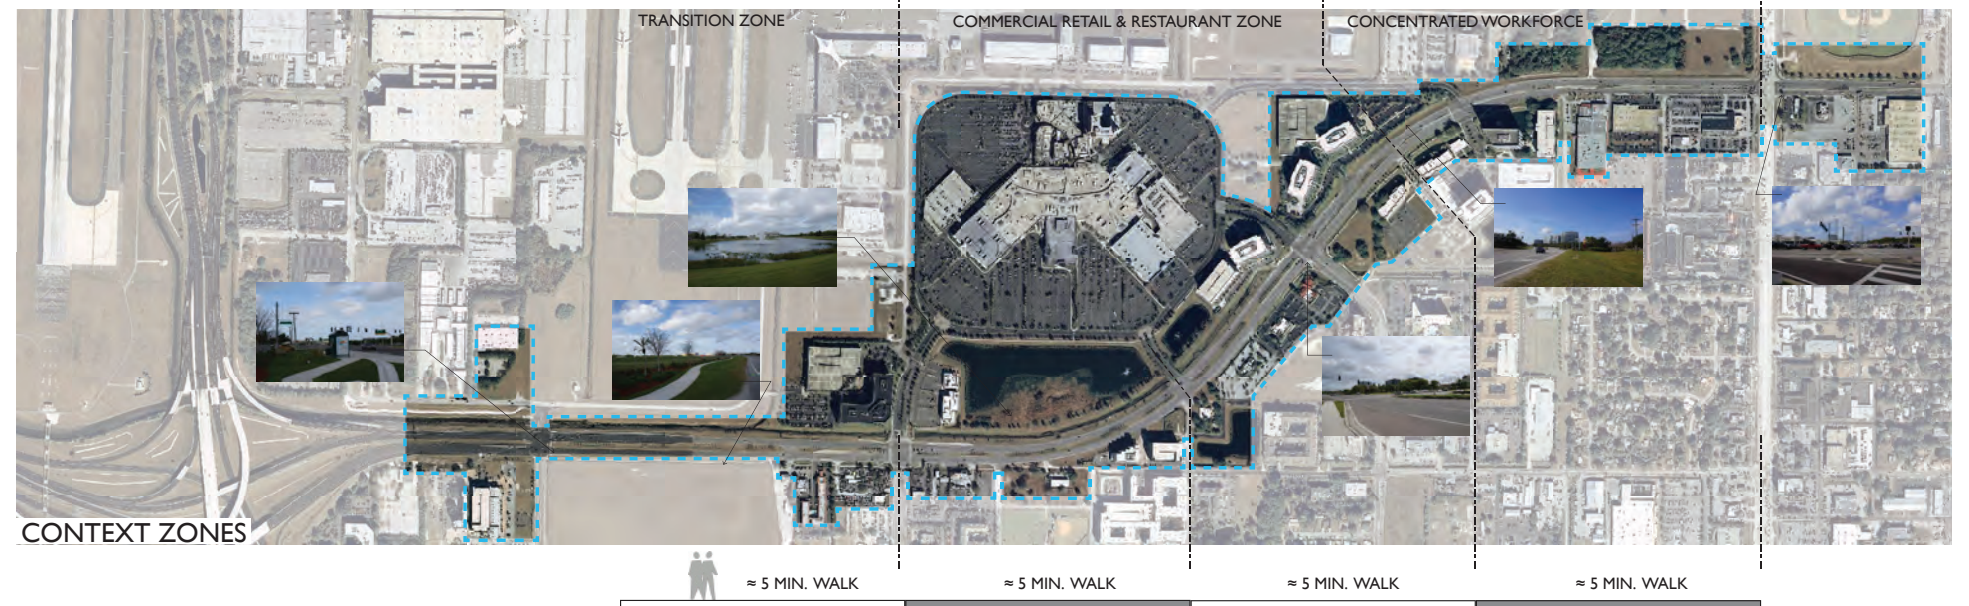 TRANSITION ZONE
COMMERCIAL RETAIL & RESTAURANT ZONE
CONCENTRATED WORKFORCE
CONTEXT ZONES
≈ 5 MIN. WALK
≈ 5 MIN. WALK
≈ 5 MIN. WALK
≈ 5 MIN. WALK